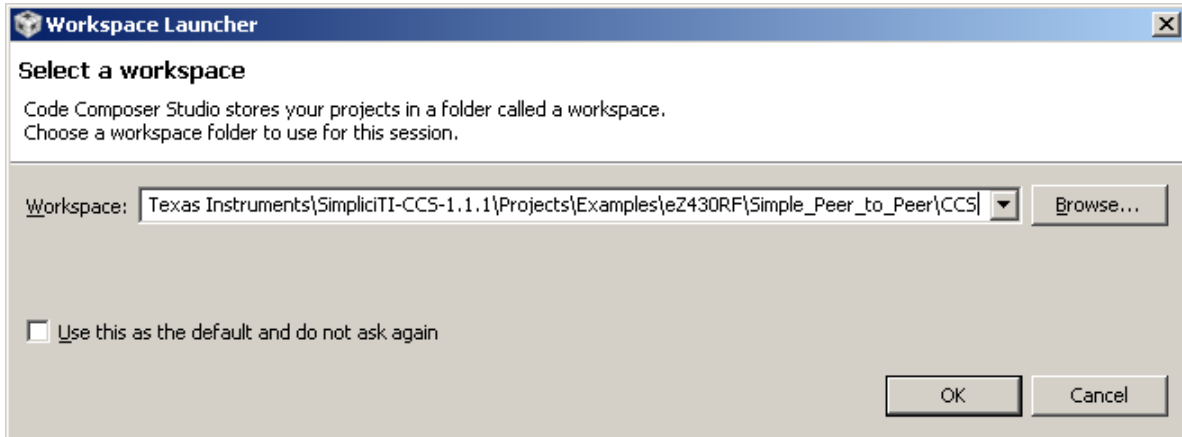 Workspace Launcher
Select a workspace
Code Composer Studio stores your projects in a folder called a workspace.
Choose a workspace folder to use for this session.
Workspace: Texas Instruments\SimpliciTI-CCS-1.1.1\Projects\Examples\eZ430RF\Simple_Peer_to_Peer\CCS Browse...
Use this as the default and do not ask again
OK Cancel